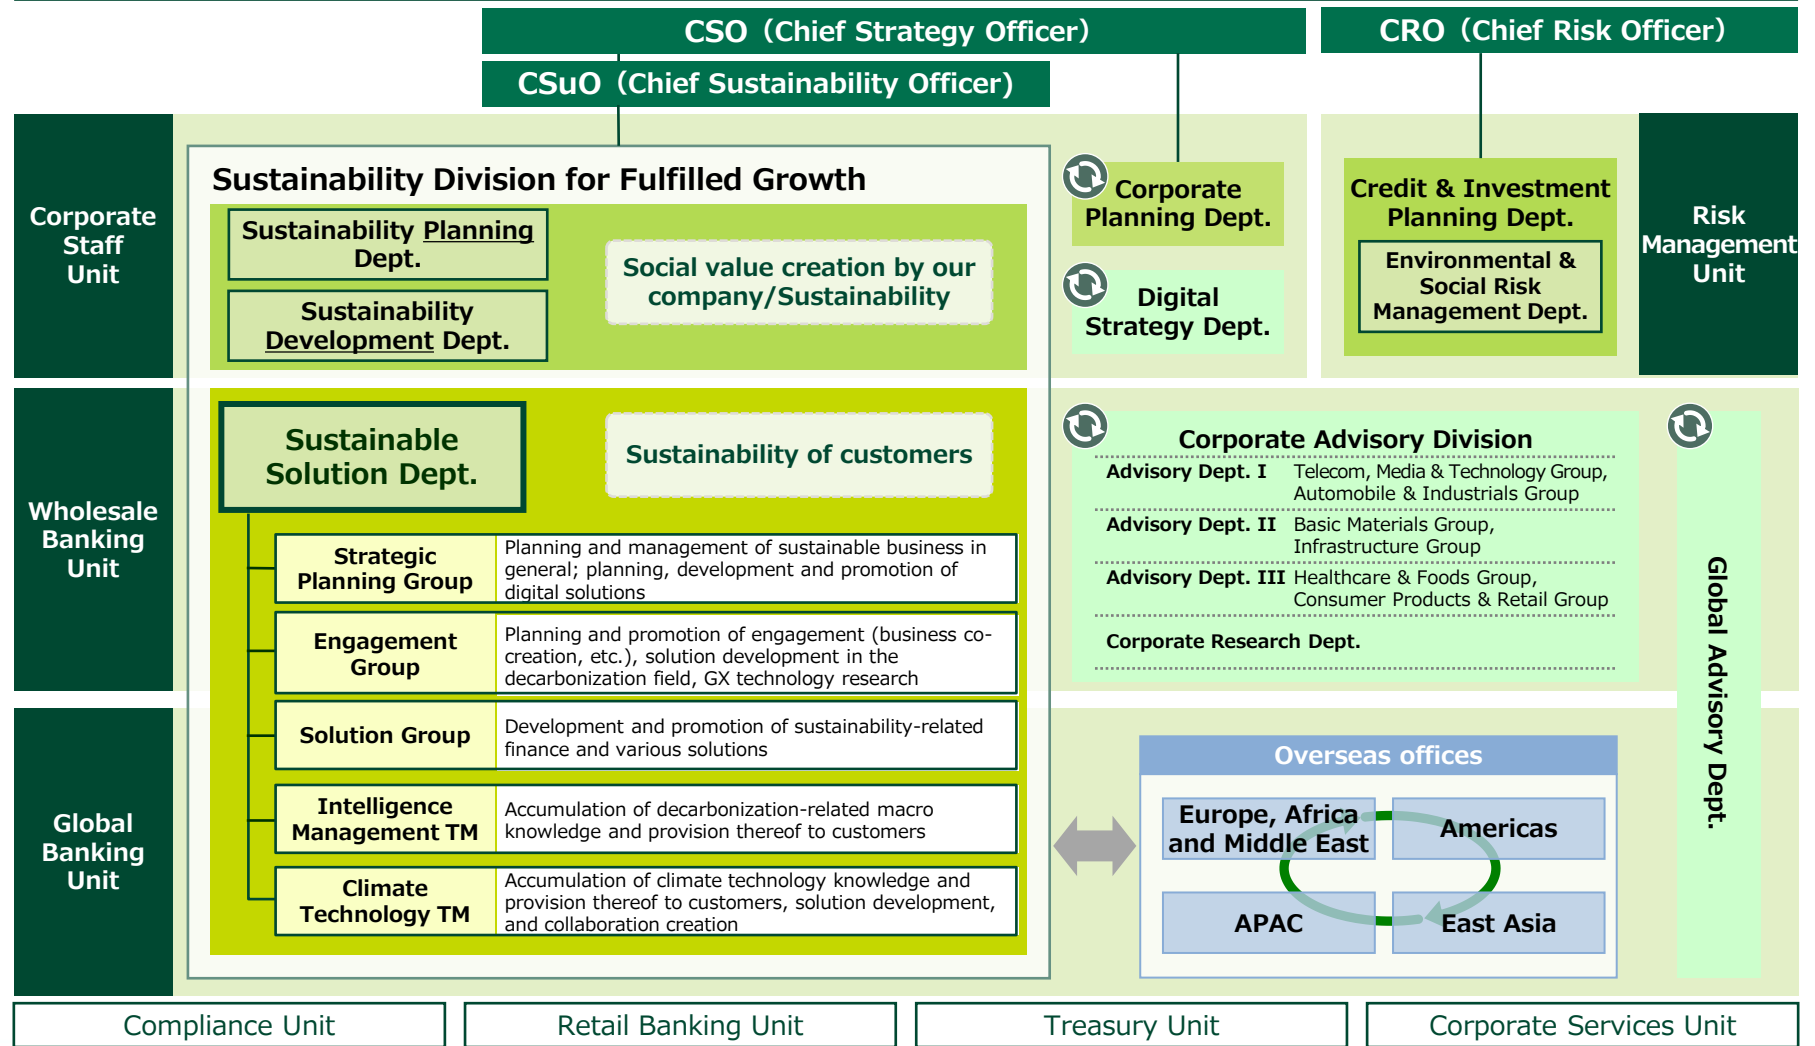 CSO（Chief Strategy Officer）
CRO（Chief Risk Officer）
CSuO（Chief Sustainability Officer)
Corporate
Staff
Unit
Sustainability Division for Fulfilled Growth
Sustainability Planning
Dept.
Sustainability
Development Dept.
Social value creation by our
company/Sustainability
Corporate
Planning Dept.
Digital
Strategy Dept.
Credit & Investment
Planning Dept.
Environmental &
Social Risk
Management Dept.
Risk
Management
Unit
Wholesale
Banking
Unit
Sustainable
Solution Dept.
Sustainability of customers
Strategic
Planning Group
Planning and management of sustainable business in
general; planning, development and promotion of
digital solutions
Engagement
Group
Planning and promotion of engagement (business co-
creation, etc.), solution development in the
decarbonization field, GX technology research
Solution Group
Development and promotion of sustainability-related
finance and various solutions
Intelligence
Management TM
Accumulation of decarbonization-related macro
knowledge and provision thereof to customers
Climate
Technology TM
Accumulation of climate technology knowledge and
provision thereof to customers, solution development,
and collaboration creation
Corporate Advisory Division
Advisory Dept. I Telecom, Media & Technology Group,
Automobile & Industrials Group
Advisory Dept. II Basic Materials Group,
Infrastructure Group
Advisory Dept. III Healthcare & Foods Group,
Consumer Products & Retail Group
Corporate Research Dept.
Global Advisory Dept.
Global
Banking
Unit
Overseas offices
Europe, Africa
and Middle East
Americas
APAC
East Asia
Compliance Unit
Retail Banking Unit
Treasury Unit
Corporate Services Unit